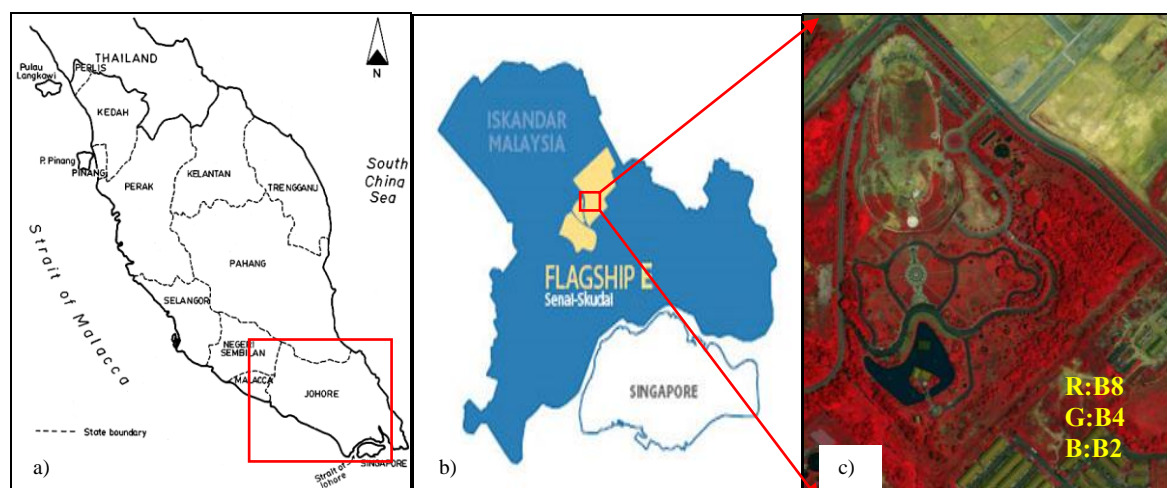 THAILAND
Pulau
Langkawi
PERLIS
KEDAH
P. Pinang
PINANG
PERAK
KELANTAN
TRENGGANU
South
China
Sea
PAHANG
Strait of Malacca
SELANGOR
NEGERI
SEMBILAN
MALACCA
JOHORE
State boundary
Strait of
Johore
SINGAPORE
N
a)
ISKANDAR
MALAYSIA
FLAGSHIP E
Senai-Skudai
SINGAPORE
b)
R:B8
G:B4
B:B2
c)